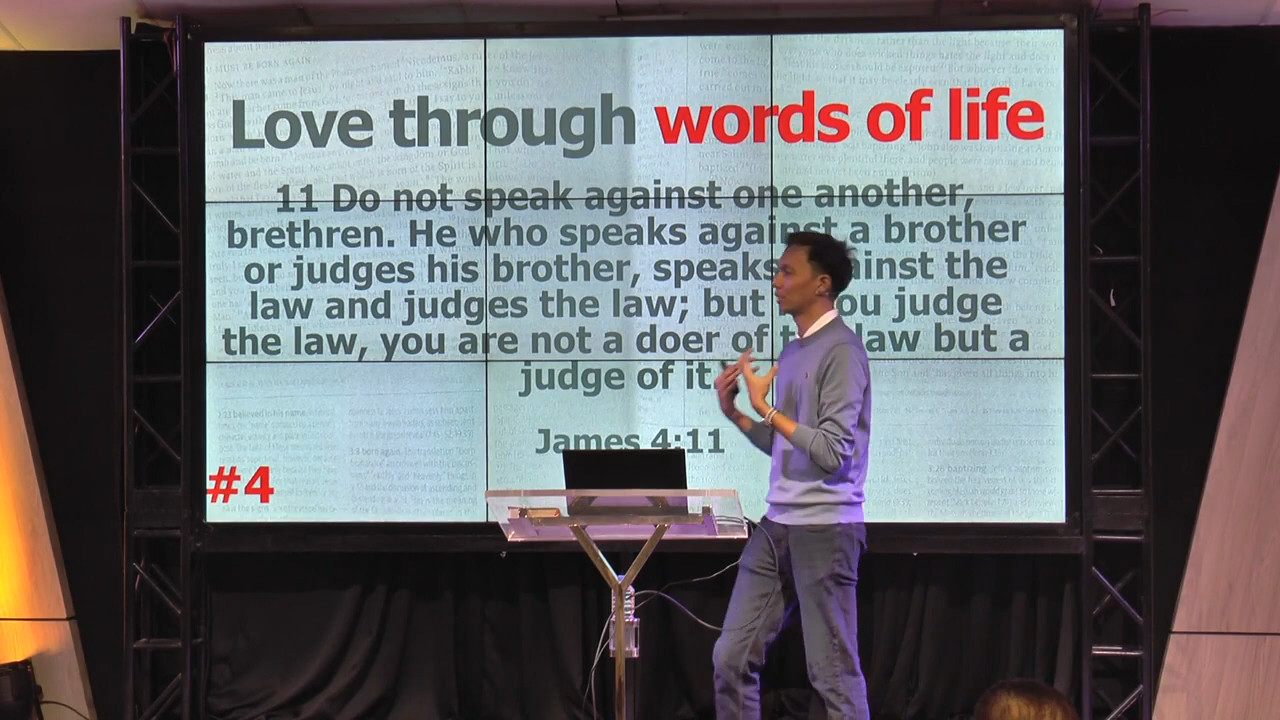 Love through words of life
11 Do not speak against one another,
brethren. He who speaks against a brother
or judges his brother, speaks against the
law and judges the law; but you judge
the law, you are not a doer of the law but a
judge of it.
James 4:11
#4